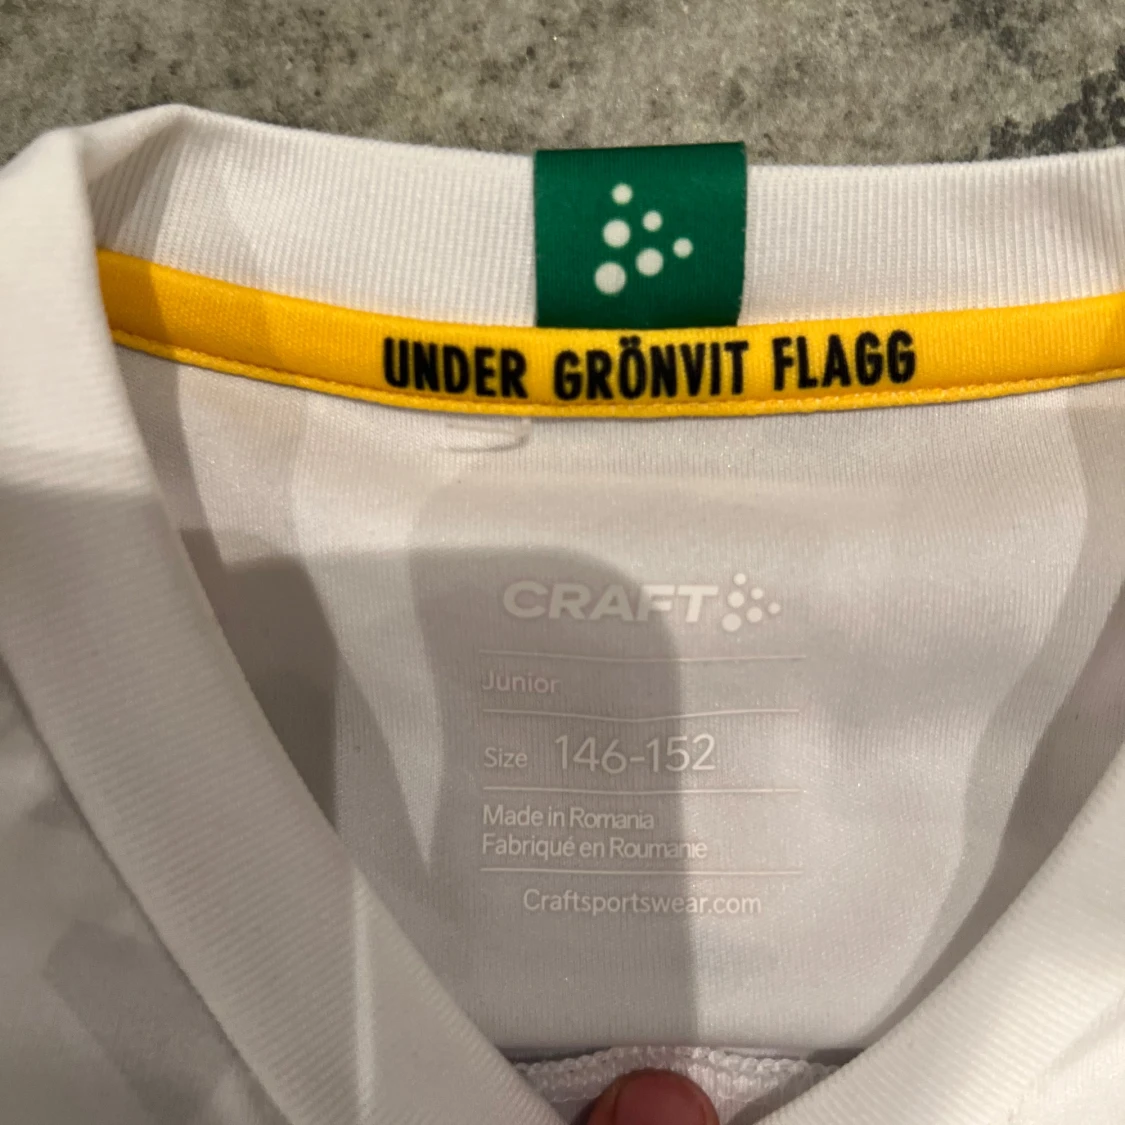 UNDER GRÖNVIT FLAGG
CRAFT
Junior
Size 146-152
Made in Romania
Fabriqué en Roumanie
Craftsportswear.com